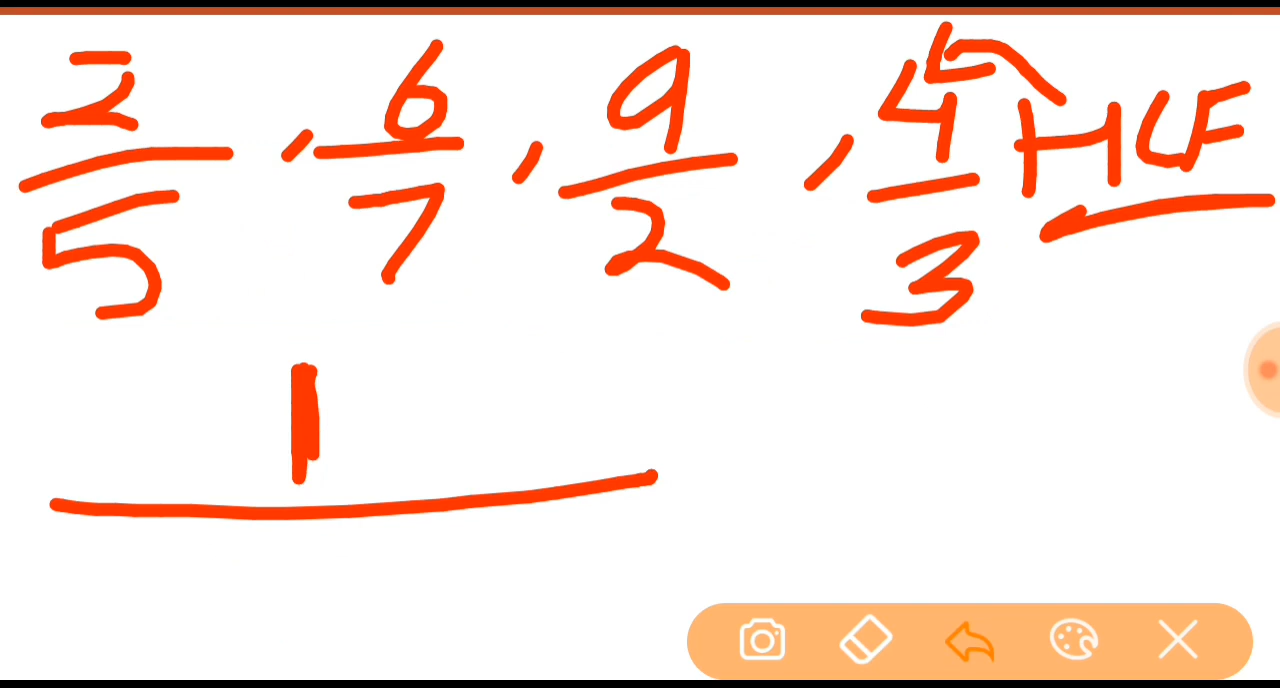 2/5 , 6/7 , 9/2 , 4/3 HCF
1